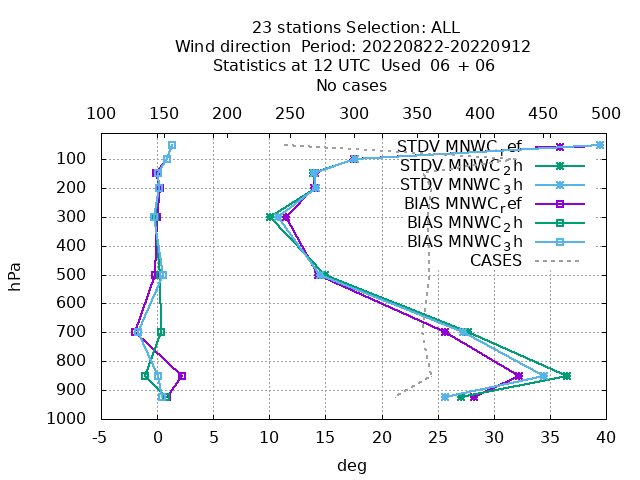 23 stations Selection: ALL
Wind direction  Period: 20220822-20220912
Statistics at 12 UTC  Used  06 + 06
No cases
100 150 200 250 300 350 400 450 500
STDV MNWC_ref
100
STDV MNWC_2h
200
STDV MNWC_3h
BIAS MNWC_ref
300
BIAS MNWC_2h
400
BIAS MNWC_3h
CASES
hPa
500
600
700
800
900
1000
-5 0 5 10 15 20 25 30 35 40
deg